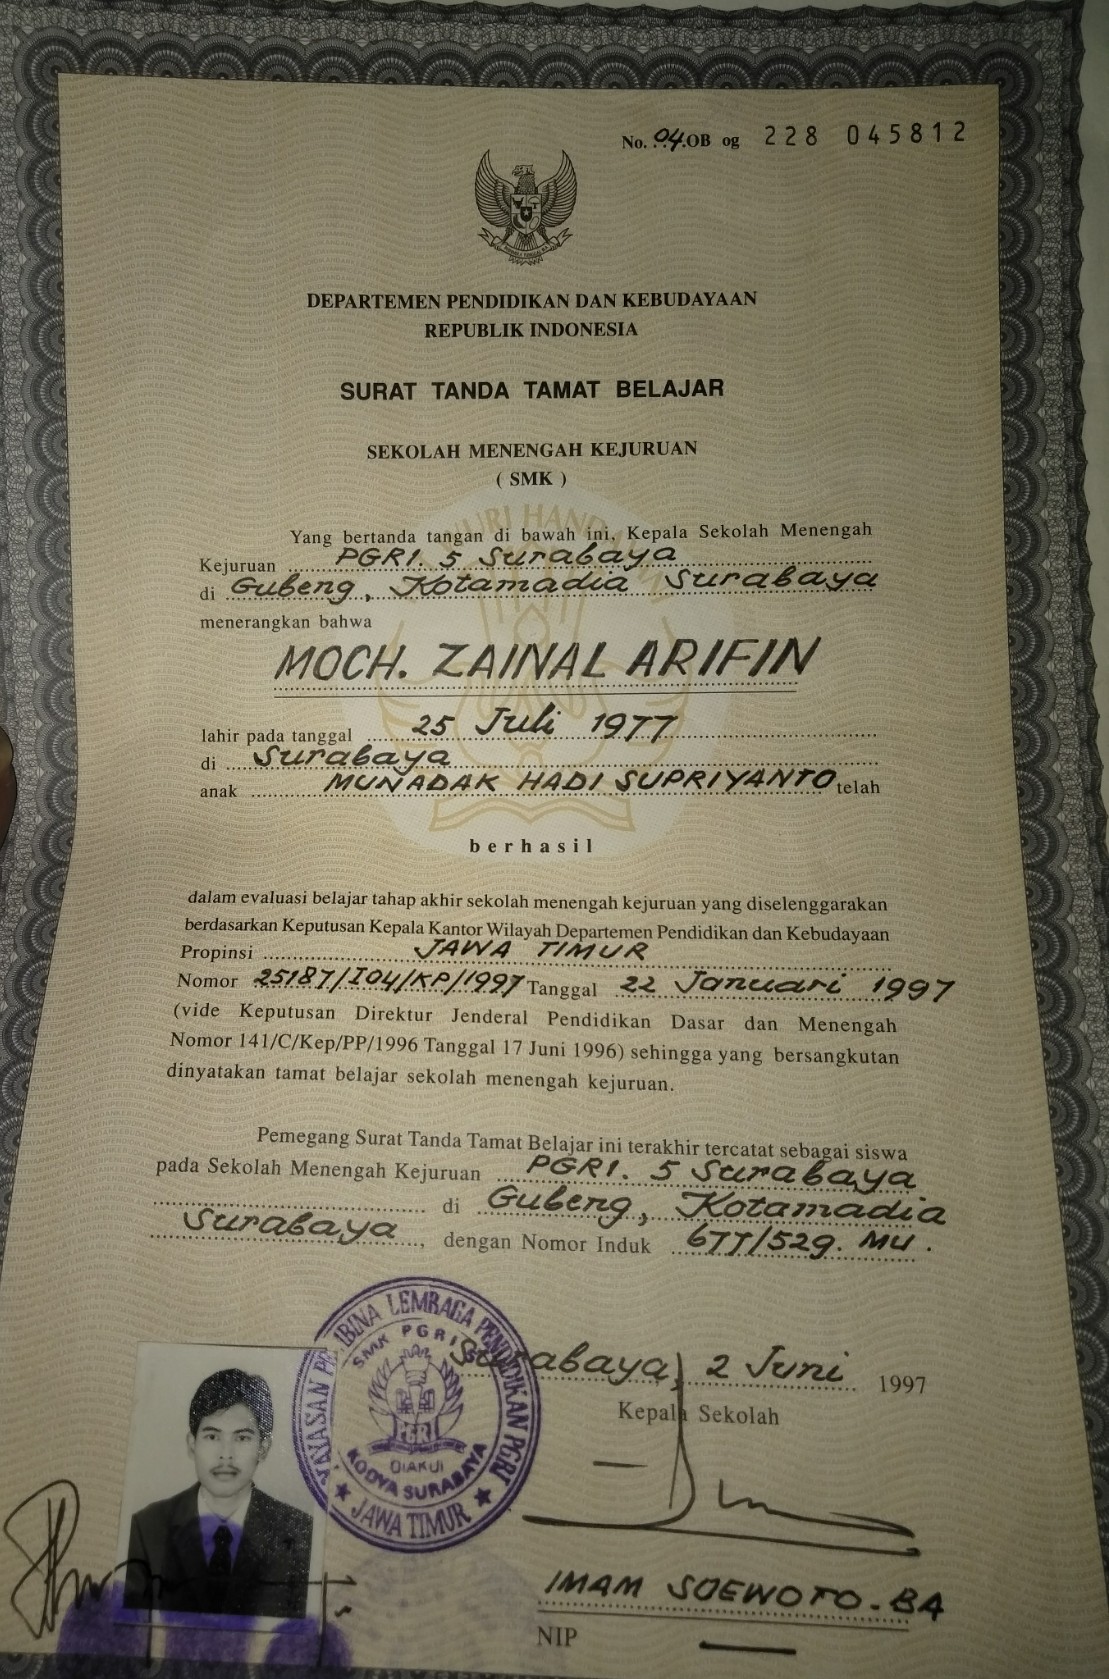 No. 04 OB og 228 045812
DEPARTEMEN PENDIDIKAN DAN KEBUDAYAAN
REPUBLIK INDONESIA
SURAT TANDA TAMAT BELAJAR
SEKOLAH MENENGAH KEJURUAN
( SMK )
Yang bertanda tangan di bawah ini, Kepala Sekolah Menengah
Kejuruan PGRI. 5 Surabaya
di Gubeng, Kotamadia Surabaya
menerangkan bahwa
MOCH. ZAINAL ARIFIN
lahir pada tanggal 25 Juli 1977
di Surabaya
anak MUNADAK HADI SUPRIYANTO telah
berhasil
dalam evaluasi belajar tahap akhir sekolah menengah kejuruan yang diselenggarakan
berdasarkan Keputusan Kepala Kantor Wilayah Departemen Pendidikan dan Kebudayaan
Propinsi JAWA TIMUR
Nomor 25187/I04/KP/1997 Tanggal 22 Januari 1997
(vide Keputusan Direktur Jenderal Pendidikan Dasar dan Menengah
Nomor 141/C/Kep/PP/1996 Tanggal 17 Juni 1996) sehingga yang bersangkutan
dinyatakan tamat belajar sekolah menengah kejuruan.
Pemegang Surat Tanda Tamat Belajar ini terakhir tercatat sebagai siswa
pada Sekolah Menengah Kejuruan PGRI. 5 Surabaya
di Gubeng, Kotamadia
Surabaya, dengan Nomor Induk 677/529. MU.
YAYASAN LEMBAGA PENDIDIKAN PGRI
SMK PGRI
PGRI
DIAKUI
KODYA SURABAYA
JAWA TIMUR
Surabaya, 2 Juni 1997
Kepala Sekolah
IMAM SOEWOTO. BA
NIP —